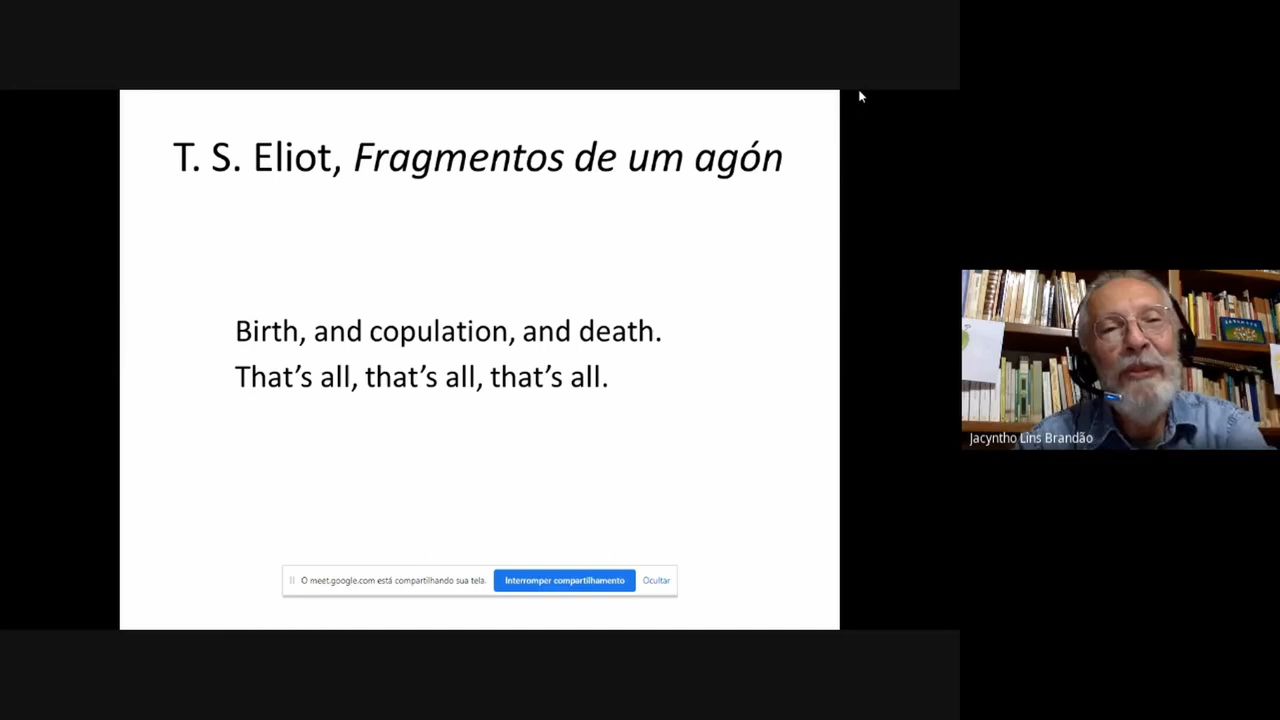 T. S. Eliot, Fragmentos de um agón
Birth, and copulation, and death.
That’s all, that’s all, that’s all.
O meet.google.com está compartilhando sua tela. Interromper compartilhamento Ocultar
Jacyntho Lins Brandão